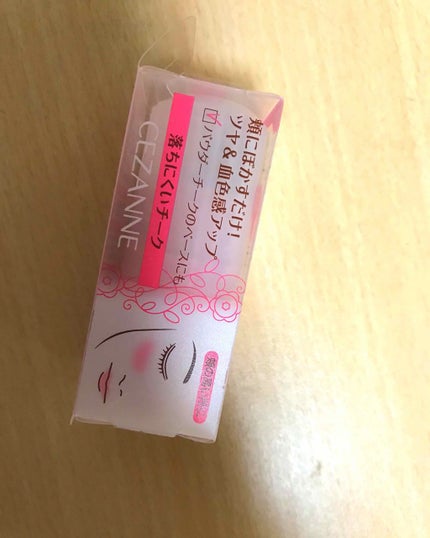 頬にぼかすだけ!
ツヤ&血色感アップ
パウダーチークのベースにも
落ちにくいチーク
CEZANNE